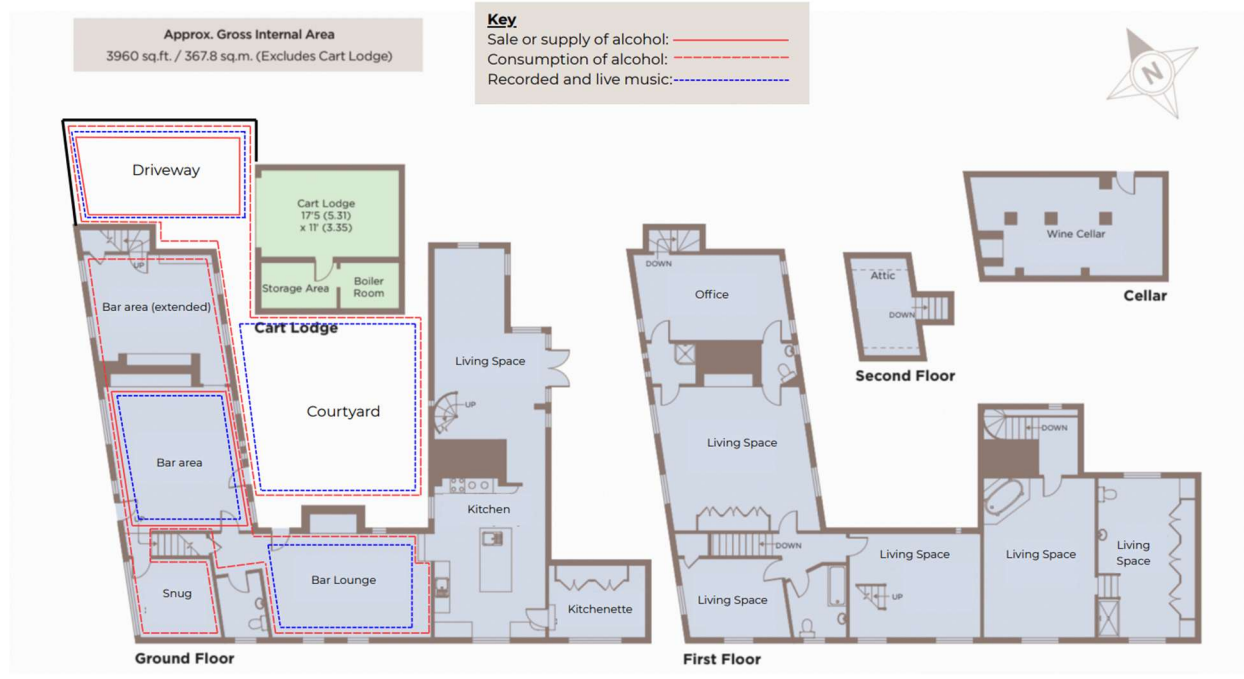 Approx. Gross Internal Area
3960 sq.ft. / 367.8 sq.m. (Excludes Cart Lodge)
Key
Sale or supply of alcohol:
Consumption of alcohol:
Recorded and live music:
N
Driveway
Cart Lodge
17'5 (5.31)
x 11' (3.35)
Storage Area
Boiler
Room
Cart Lodge
UP
Bar area (extended)
Living Space
UP
Courtyard
Bar area
Kitchen
Bar Lounge
Snug
Kitchenette
Ground Floor
DOWN
Office
Living Space
DOWN
Living Space
Living Space
UP
DOWN
Living Space
Living
Space
First Floor
Attic
DOWN
Second Floor
Wine Cellar
Cellar